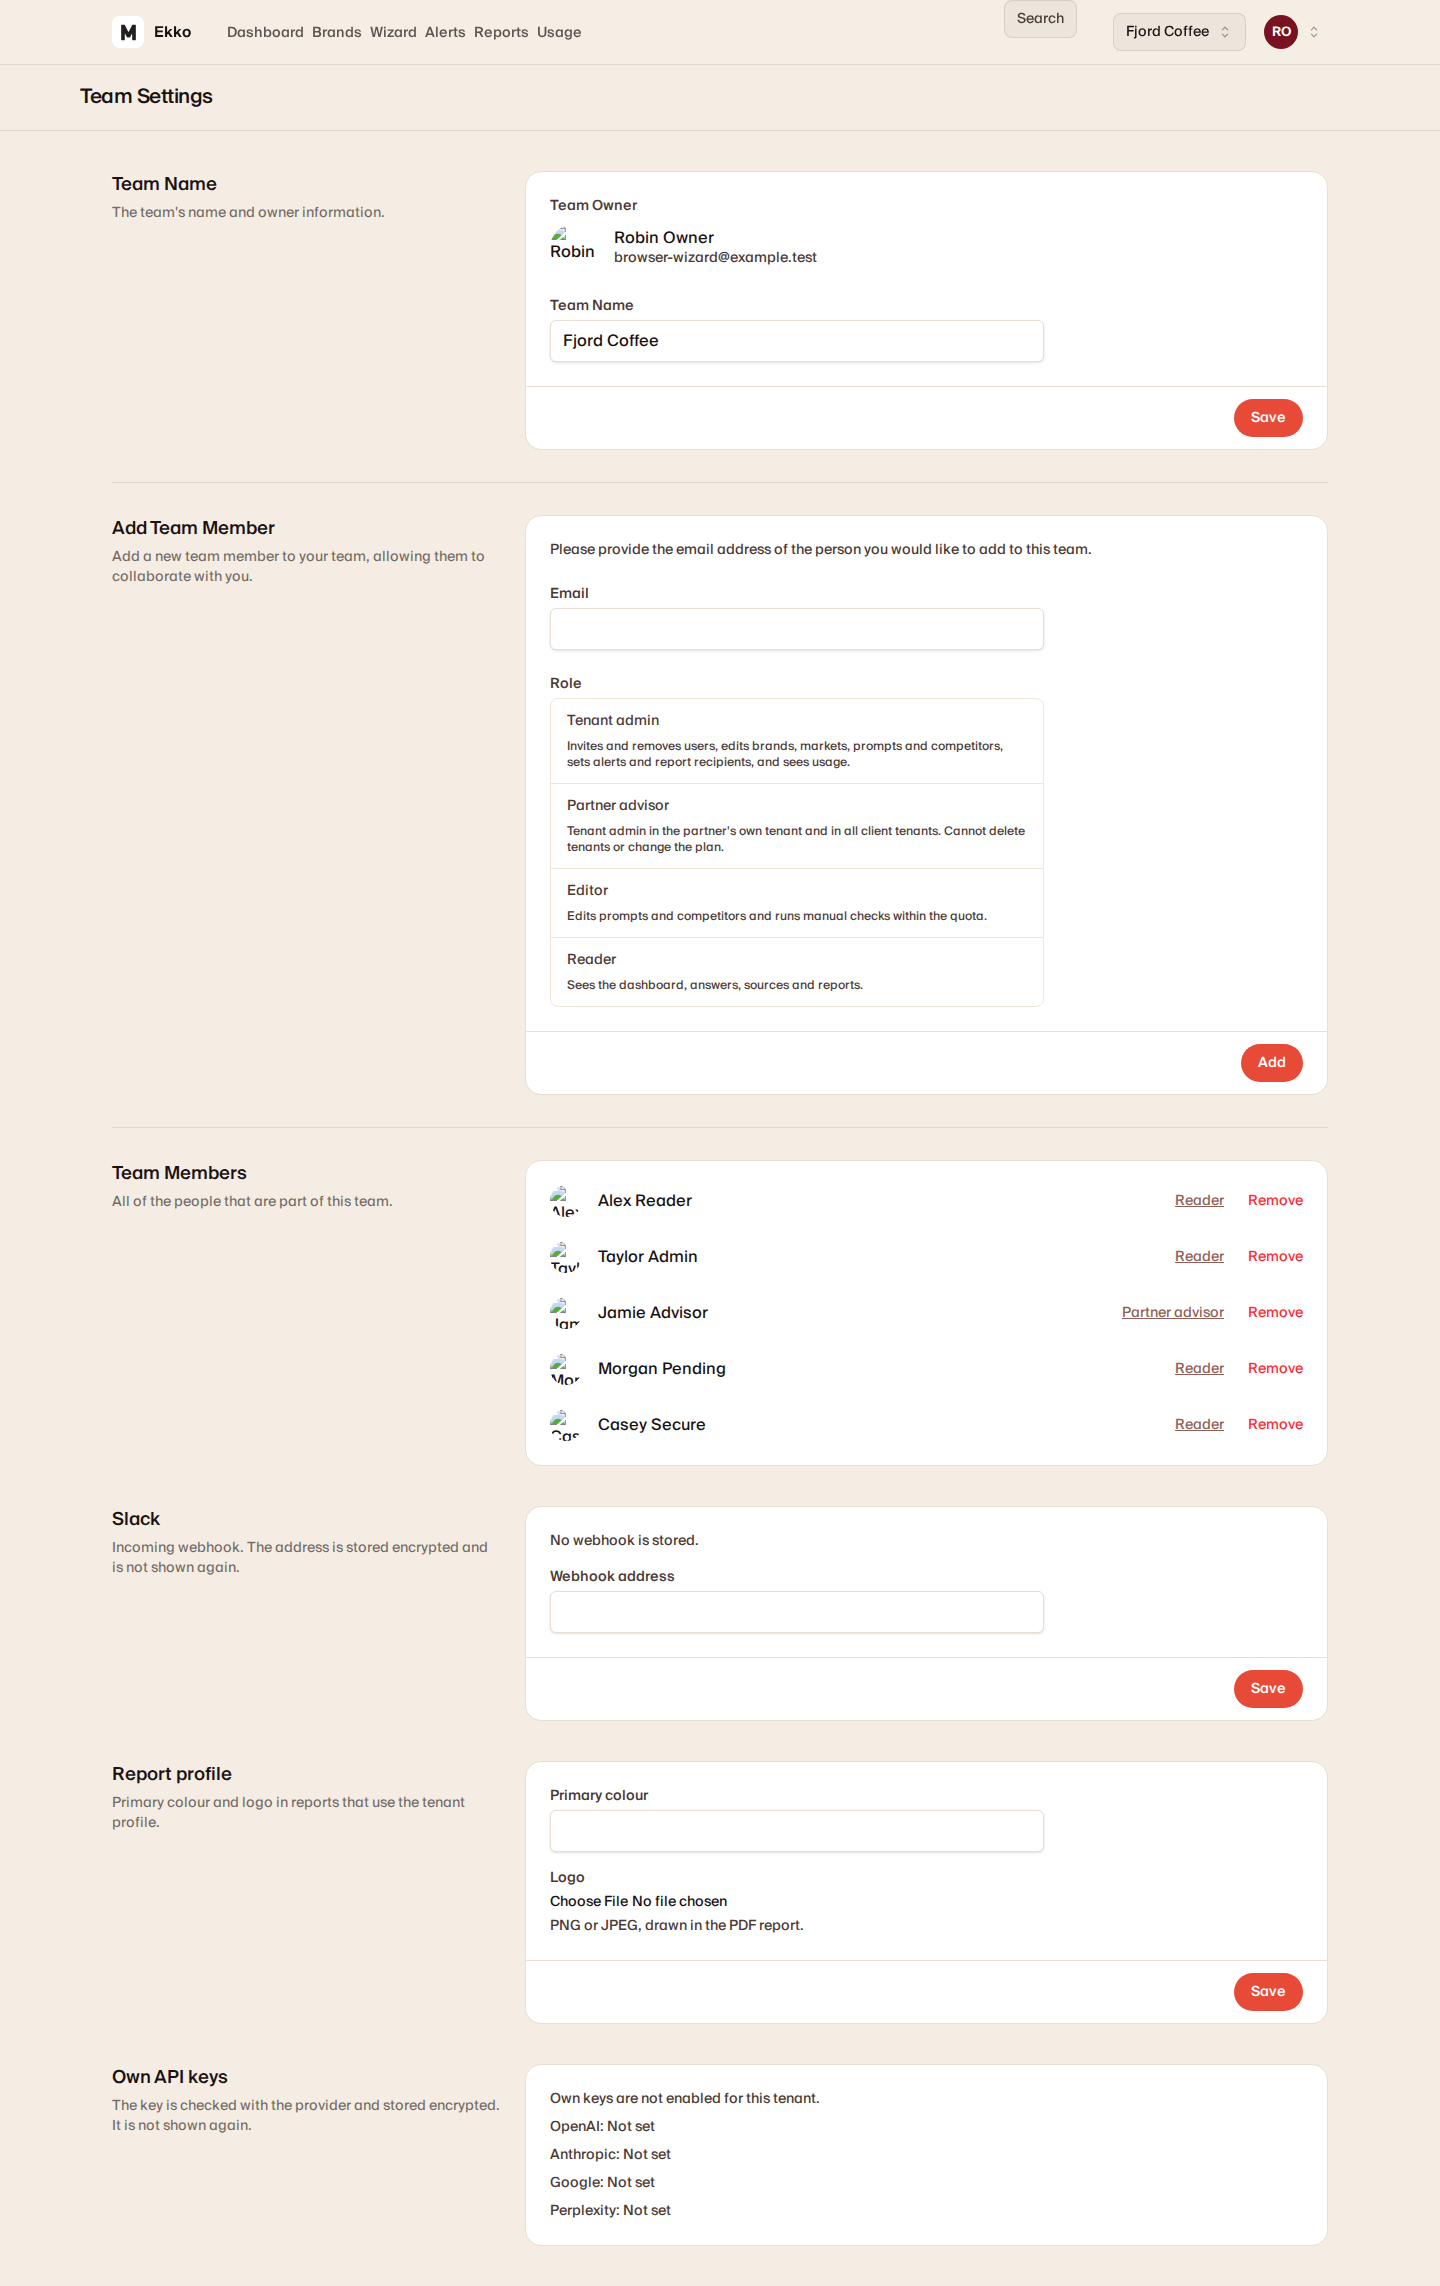 M Ekko Dashboard Brands Wizard Alerts Reports Usage Search Fjord Coffee RO
Team Settings
Team Name
The team's name and owner information.
Team Owner
Robin
Robin Owner
browser-wizard@example.test
Team Name
Fjord Coffee
Save
Add Team Member
Add a new team member to your team, allowing them to
collaborate with you.
Please provide the email address of the person you would like to add to this team.
Email
Role
Tenant admin
Invites and removes users, edits brands, markets, prompts and competitors,
sets alerts and report recipients, and sees usage.
Partner advisor
Tenant admin in the partner's own tenant and in all client tenants. Cannot delete
tenants or change the plan.
Editor
Edits prompts and competitors and runs manual checks within the quota.
Reader
Sees the dashboard, answers, sources and reports.
Add
Team Members
All of the people that are part of this team.
Alex Reader Reader Remove
Taylor Admin Reader Remove
Jamie Advisor Partner advisor Remove
Morgan Pending Reader Remove
Casey Secure Reader Remove
Slack
Incoming webhook. The address is stored encrypted and
is not shown again.
No webhook is stored.
Webhook address
Save
Report profile
Primary colour and logo in reports that use the tenant
profile.
Primary colour
Logo
Choose File No file chosen
PNG or JPEG, drawn in the PDF report.
Save
Own API keys
The key is checked with the provider and stored encrypted.
It is not shown again.
Own keys are not enabled for this tenant.
OpenAI: Not set
Anthropic: Not set
Google: Not set
Perplexity: Not set